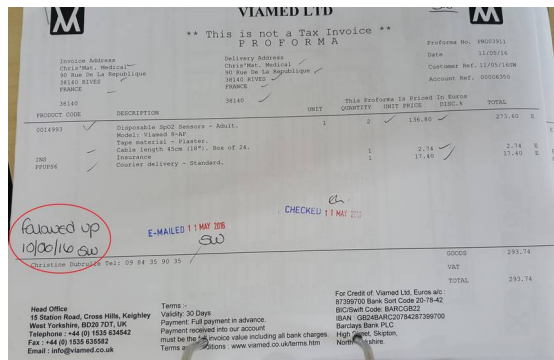 VIAMED LTD
** This is not a Tax Invoice **
P R O F O R M A
Proforma No. PRO03911
Date 11/05/16
Customer Ref. 11/05/16SW
Account Ref. 00006350
Invoice Address
Chris'Mat. Medical
90 Rue De La Republique
38140 RIVES
FRANCE
38140
Delivery Address
Chris'Mat. Medical
90 Rue De La Republique
38140 RIVES
FRANCE
38140
This Proforma Is Priced In Euros
PRODUCT CODE DESCRIPTION UNIT QUANTITY UNIT PRICE DISC.% TOTAL
0014993 Disposable SpO2 Sensors - Adult. 1 2 136.80 273.60 E
Model: Viamed 8-AP
Tape material - Plaster.
Cable length 45cm (18"). Box of 24.
INS Insurance 1 2.74 2.74 E
PPOPS6 Courier delivery - Standard. 1 17.40 17.40 E
E-MAILED 11 MAY 2016
SW
CHECKED 11 MAY 2016
SW
Christine Dubrulle Tel: 09 84 35 90 35
GOODS 293.74
VAT
TOTAL 293.74
Head Office
15 Station Road, Cross Hills, Keighley
West Yorkshire, BD20 7DT, UK
Telephone : +44 (0) 1535 634542
Fax : +44 (0) 1535 635582
Email : info@viamed.co.uk
Terms :-
Validity: 30 Days
Payment: Full payment in advance.
Payment received into our account
must be the full invoice value including all bank charges.
Terms and Conditions : www.viamed.co.uk/terms.htm
For Credit of: Viamed Ltd, Euros a/c :
87399700 Bank Sort Code 20-78-42
BIC/Swift Code: BARCGB22
IBAN : GB24BARC20784287399700
Barclays Bank PLC
High Street, Skipton,
North